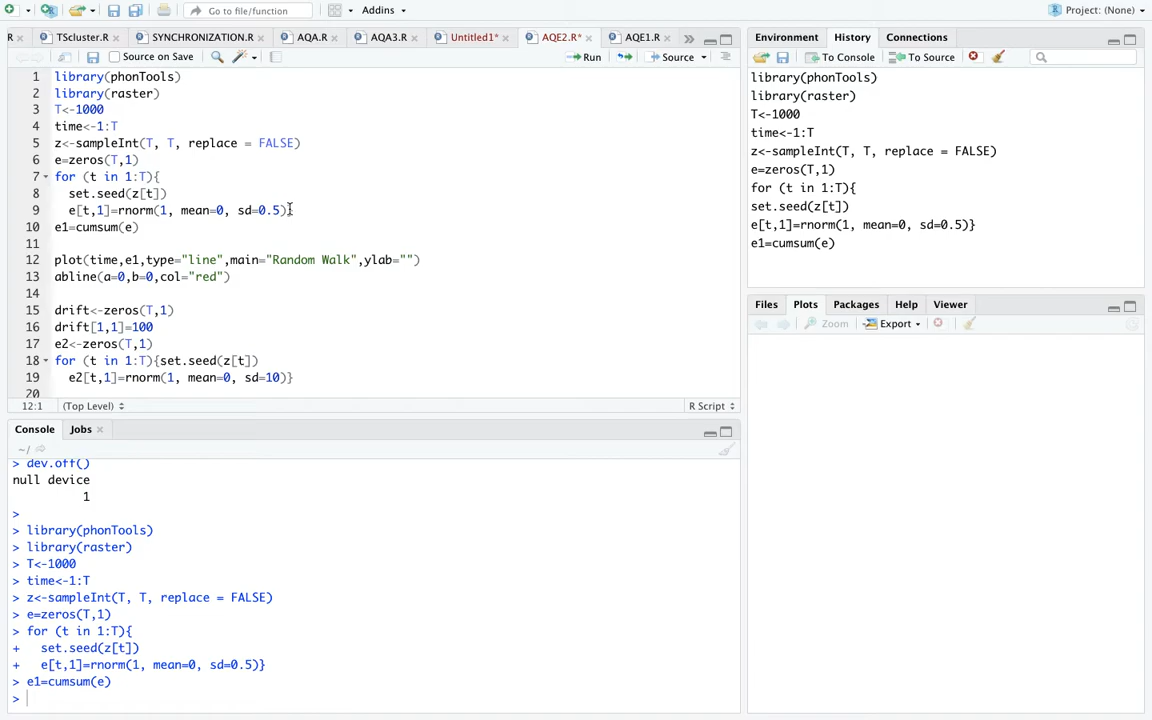 Go to file/function
Addins
Project: (None)
R
TScluster.R
SYNCHRONIZATION.R
AQA.R
AQA3.R
Untitled1*
AQE2.R*
AQE1.R
Source on Save
Run
Source
1 library(phonTools)
2 library(raster)
3 T<-1000
4 time<-1:T
5 z<-sampleInt(T, T, replace = FALSE)
6 e=zeros(T,1)
7 for (t in 1:T){
8 set.seed(z[t])
9 e[t,1]=rnorm(1, mean=0, sd=0.5)}
10 e1=cumsum(e)
11
12 plot(time,e1,type="line",main="Random Walk",ylab="")
13 abline(a=0,b=0,col="red")
14
15 drift<-zeros(T,1)
16 drift[1,1]=100
17 e2<-zeros(T,1)
18 for (t in 1:T){set.seed(z[t])
19 e2[t,1]=rnorm(1, mean=0, sd=10)}
20
12:1 (Top Level) R Script
Console Jobs
~/
> dev.off()
null device
1
>
> library(phonTools)
> library(raster)
> T<-1000
> time<-1:T
> z<-sampleInt(T, T, replace = FALSE)
> e=zeros(T,1)
> for (t in 1:T){
+ set.seed(z[t])
+ e[t,1]=rnorm(1, mean=0, sd=0.5)}
> e1=cumsum(e)
>
Environment History Connections
To Console To Source
library(phonTools)
library(raster)
T<-1000
time<-1:T
z<-sampleInt(T, T, replace = FALSE)
e=zeros(T,1)
for (t in 1:T){
set.seed(z[t])
e[t,1]=rnorm(1, mean=0, sd=0.5)}
e1=cumsum(e)
Files Plots Packages Help Viewer
Zoom Export